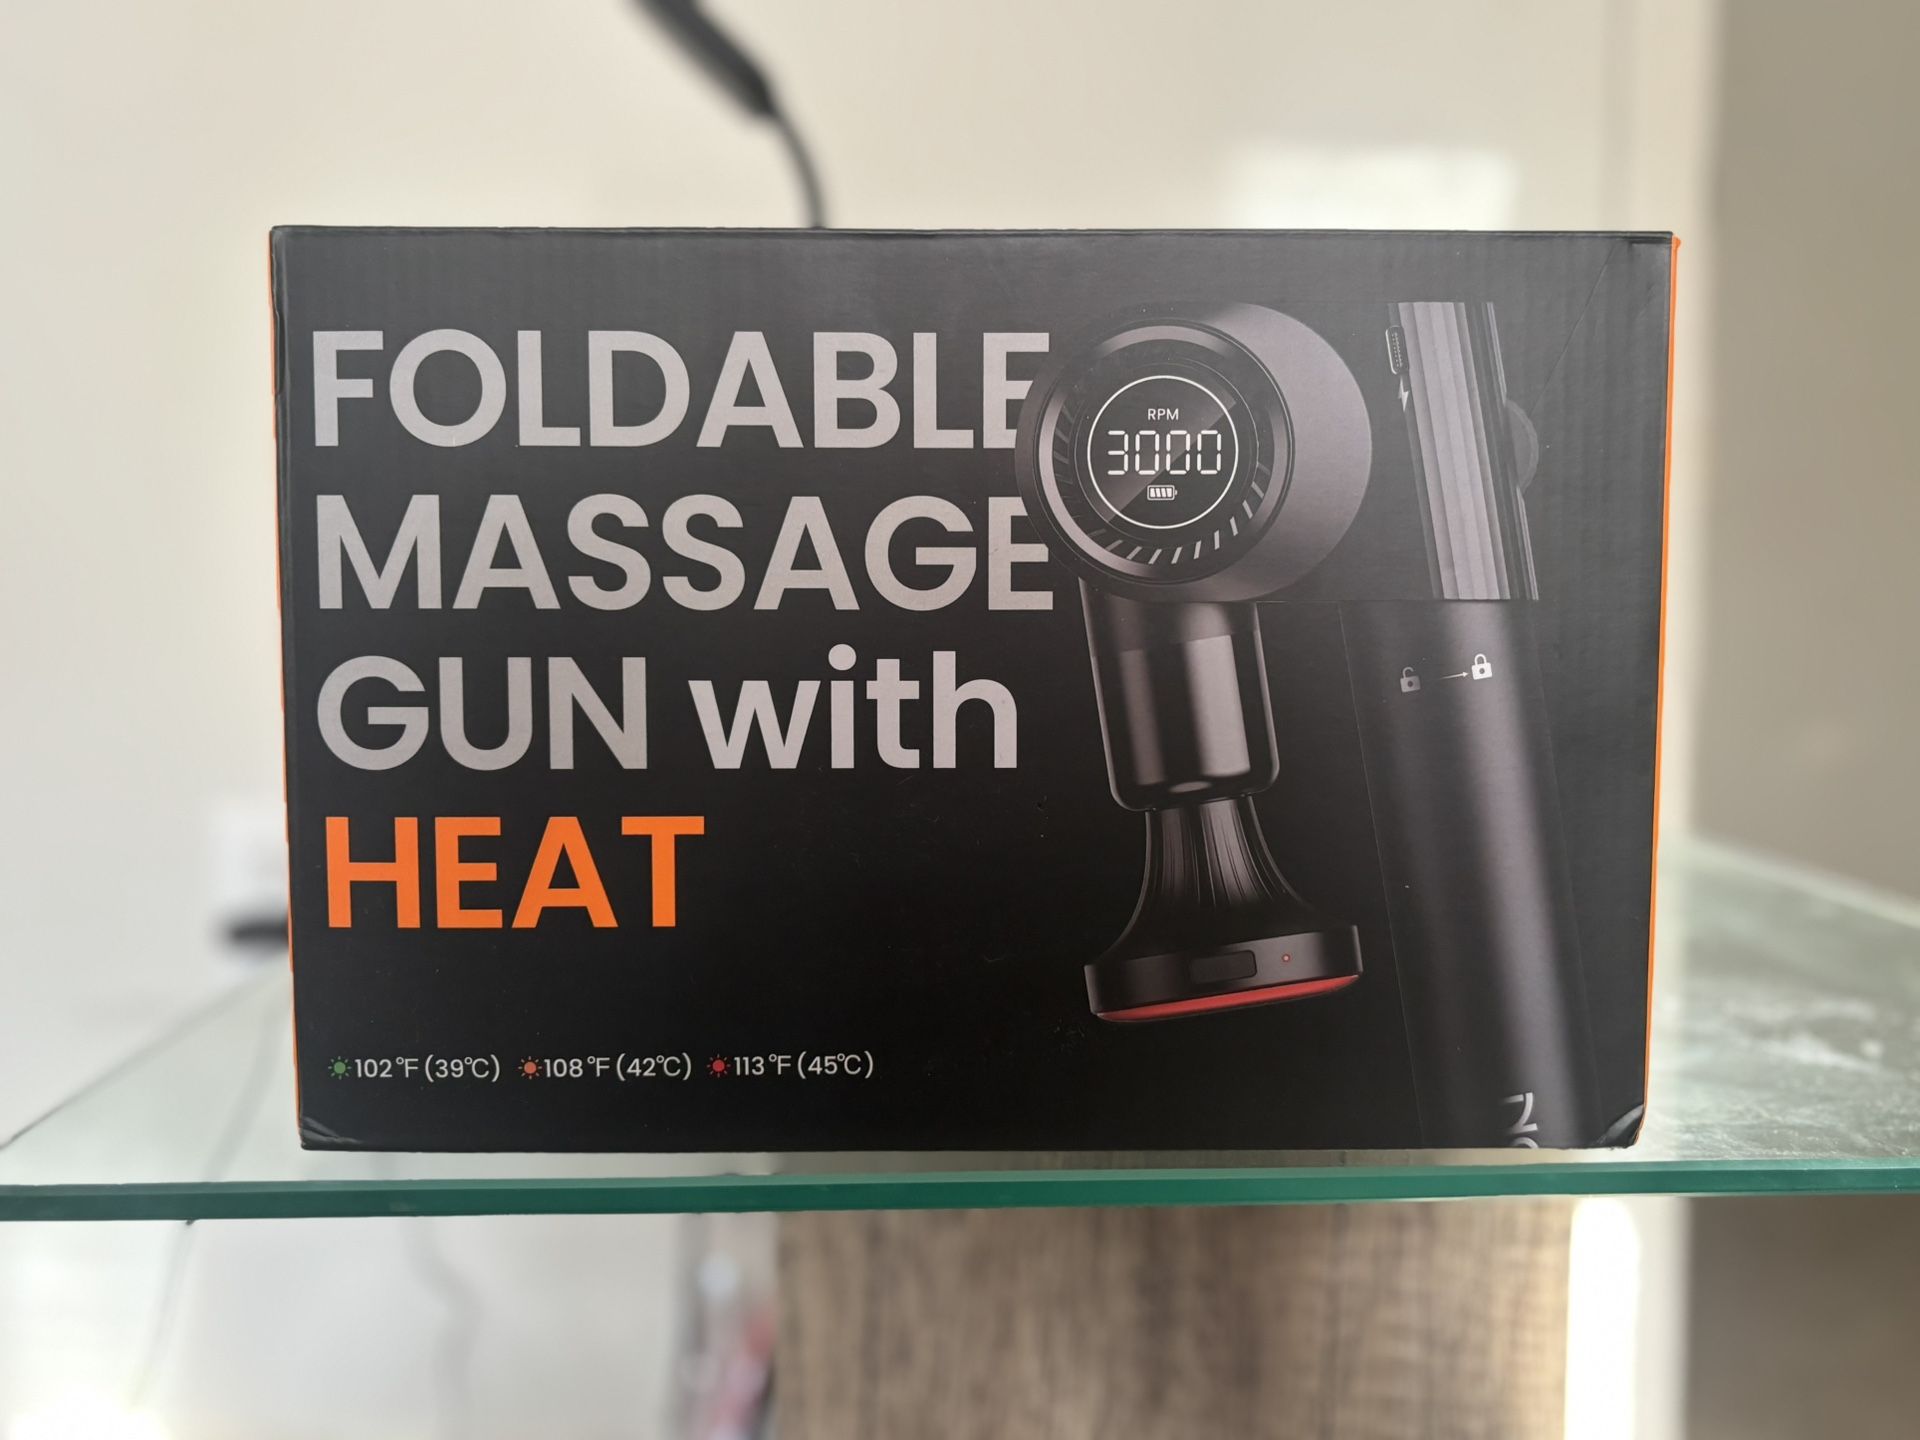 FOLDABLE
MASSAGE
GUN with
HEAT
RPM
3000
102°F (39°C) 108°F (42°C) 113°F (45°C)